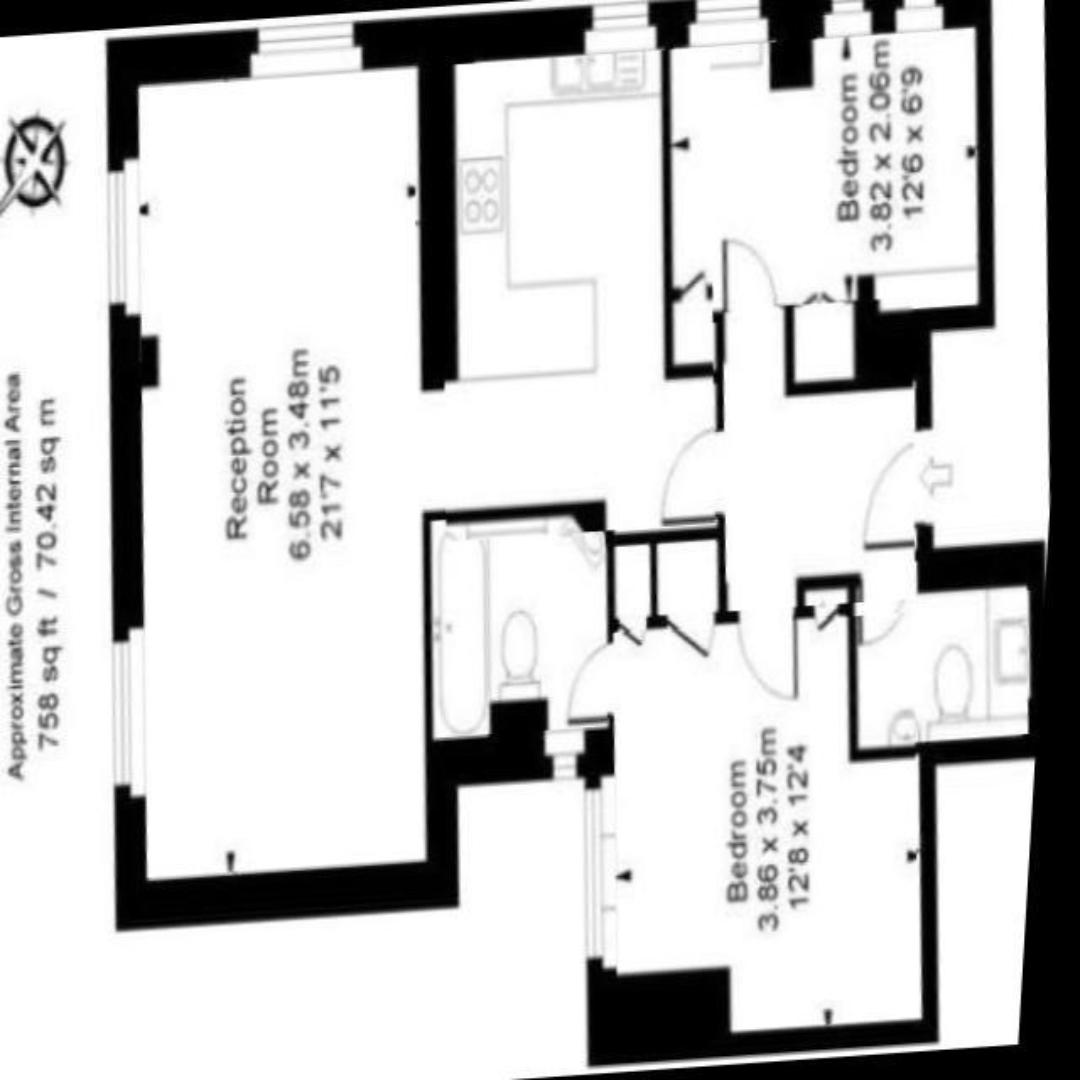 Approximate Gross Internal Area
758 sq ft / 70.42 sq m
Reception
Room
6.58 x 3.48m
21'7 x 11'5
Bedroom
3.82 x 2.06m
12'6 x 6'9
Bedroom
3.86 x 3.75m
12'8 x 12'4